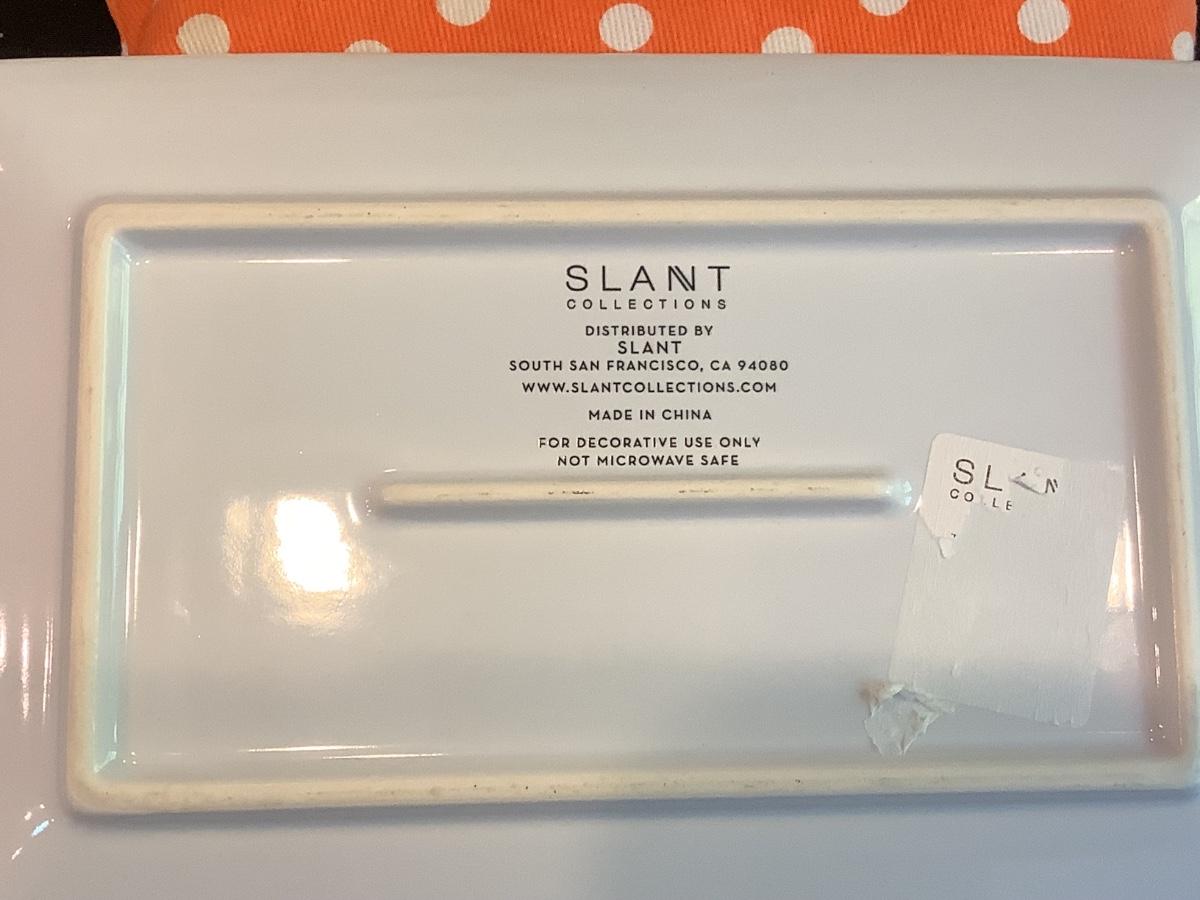 SLANT
COLLECTIONS
DISTRIBUTED BY
SLANT
SOUTH SAN FRANCISCO, CA 94080
WWW.SLANTCOLLECTIONS.COM
MADE IN CHINA
FOR DECORATIVE USE ONLY
NOT MICROWAVE SAFE